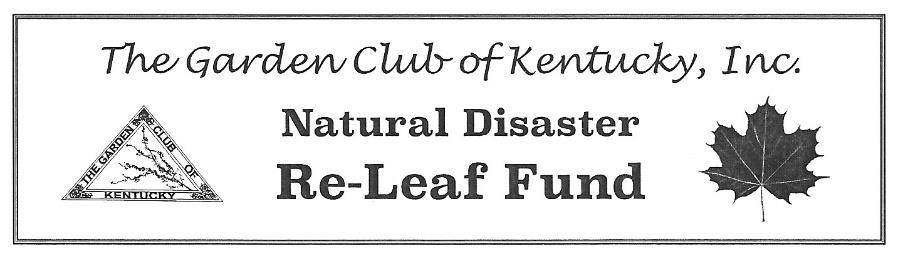 The Garden Club of Kentucky, Inc.
Natural Disaster
Re-Leaf Fund
THE GARDEN CLUB OF KENTUCKY